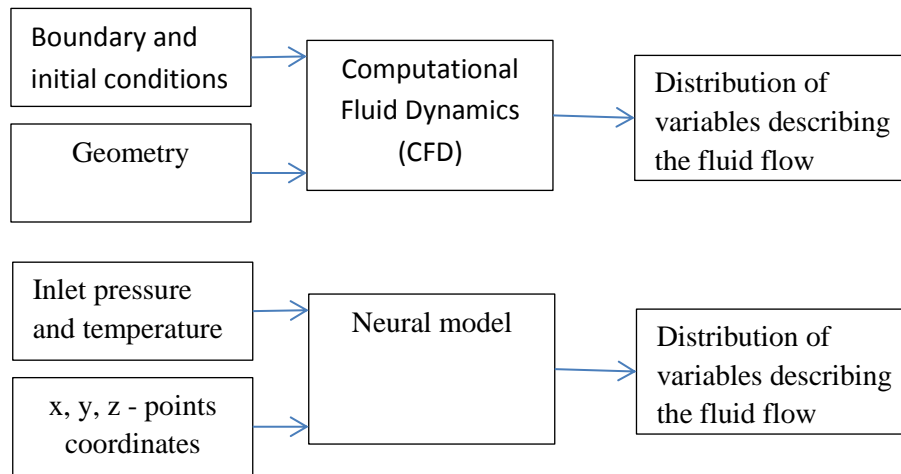 Boundary and
initial conditions
Geometry
Computational
Fluid Dynamics
(CFD)
Distribution of
variables describing
the fluid flow
Inlet pressure
and temperature
x, y, z - points
coordinates
Neural model
Distribution of
variables describing
the fluid flow